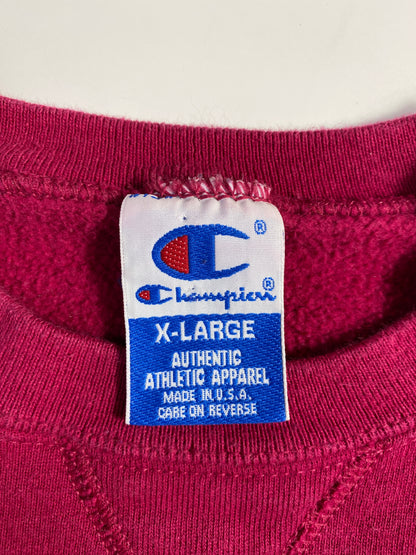 ®
Champion®
X-LARGE
AUTHENTIC
ATHLETIC APPAREL
MADE IN U.S.A.
CARE ON REVERSE